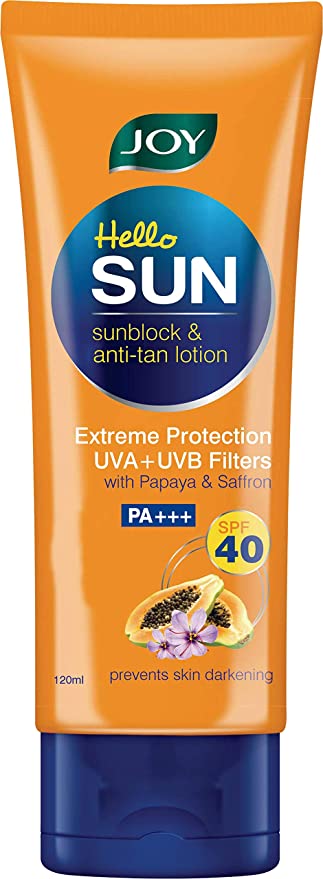 JOY
Hello
SUN
sunblock &
anti-tan lotion
Extreme Protection
UVA+UVB Filters
with Papaya & Saffron
PA+++
SPF
40
120ml
prevents skin darkening